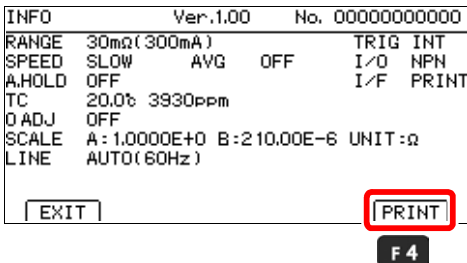 INFO Ver.1.00 No. 00000000000
RANGE 30mΩ(300mA) TRIG INT
SPEED SLOW AVG OFF I/O NPN
A.HOLD OFF I/F PRINT
TC 20.0℃ 3930ppm
0 ADJ OFF
SCALE A:1.0000E+0 B:210.00E-6 UNIT:Ω
LINE AUTO(60Hz)
EXIT PRINT
F 4